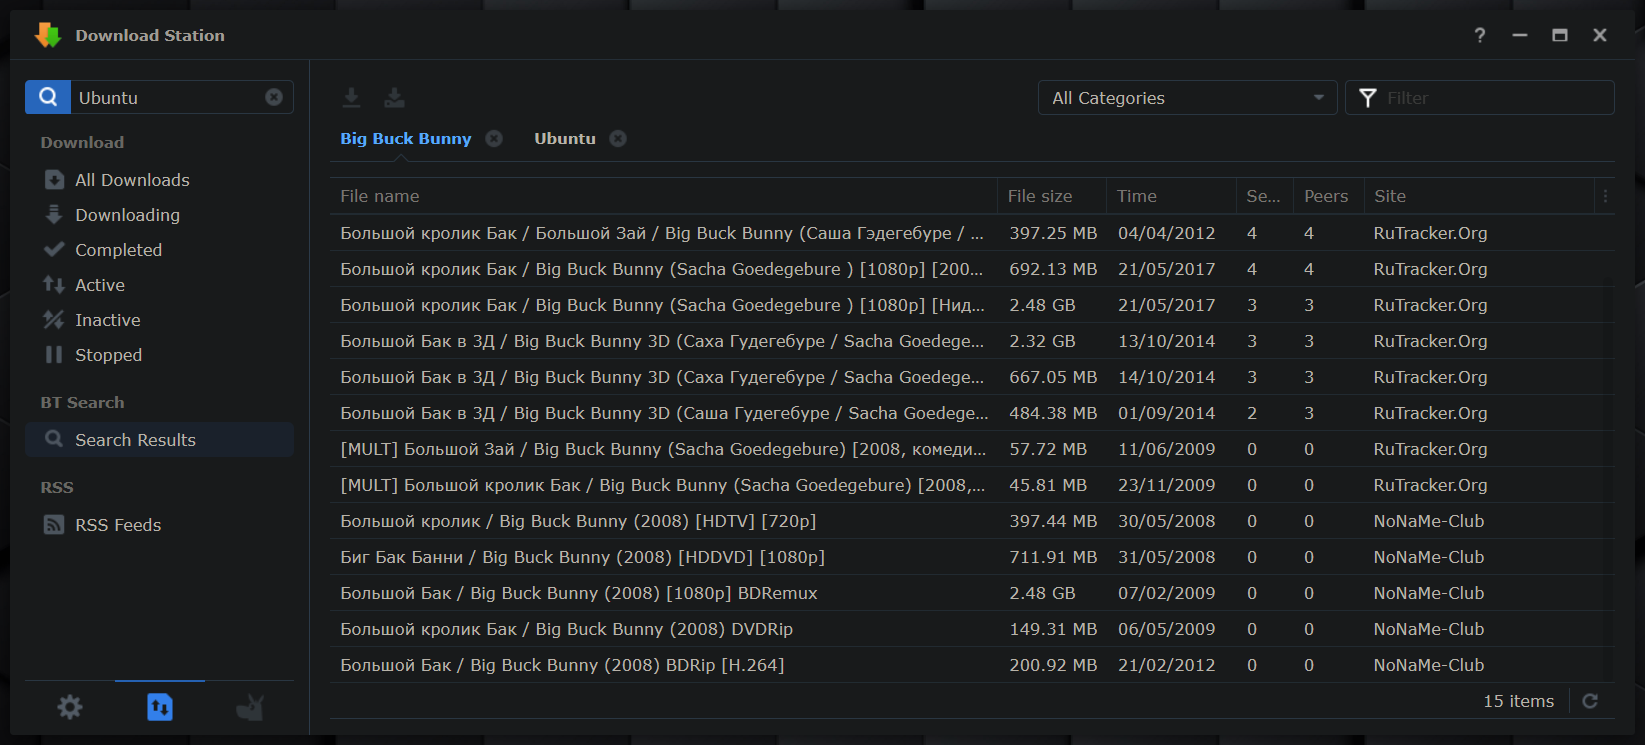 Download Station
Ubuntu
All Categories
Filter
Download
All Downloads
Downloading
Completed
Active
Inactive
Stopped
BT Search
Search Results
RSS
RSS Feeds
Big Buck Bunny
Ubuntu
File name File size Time Se... Peers Site
Большой кролик Бак / Большой Зай / Big Buck Bunny (Саша Гэдегебуре / ... 397.25 MB 04/04/2012 4 4 RuTracker.Org
Большой кролик Бак / Big Buck Bunny (Sacha Goedegebure ) [1080p] [200... 692.13 MB 21/05/2017 4 4 RuTracker.Org
Большой кролик Бак / Big Buck Bunny (Sacha Goedegebure ) [1080p] [Нид... 2.48 GB 21/05/2017 3 3 RuTracker.Org
Большой Бак в 3Д / Big Buck Bunny 3D (Саха Гудегебуре / Sacha Goedege... 2.32 GB 13/10/2014 3 3 RuTracker.Org
Большой Бак в 3Д / Big Buck Bunny 3D (Саха Гудегебуре / Sacha Goedege... 667.05 MB 14/10/2014 3 3 RuTracker.Org
Большой Бак в 3Д / Big Buck Bunny 3D (Саша Гудегебуре / Sacha Goedege... 484.38 MB 01/09/2014 2 3 RuTracker.Org
[MULT] Большой Зай / Big Buck Bunny (Sacha Goedegebure) [2008, комеди... 57.72 MB 11/06/2009 0 0 RuTracker.Org
[MULT] Большой кролик Бак / Big Buck Bunny (Sacha Goedegebure) [2008,... 45.81 MB 23/11/2009 0 0 RuTracker.Org
Большой кролик / Big Buck Bunny (2008) [HDTV] [720p] 397.44 MB 30/05/2008 0 0 NoNaMe-Club
Биг Бак Банни / Big Buck Bunny (2008) [HDDVD] [1080p] 711.91 MB 31/05/2008 0 0 NoNaMe-Club
Большой Бак / Big Buck Bunny (2008) [1080p] BDRemux 2.48 GB 07/02/2009 0 0 NoNaMe-Club
Большой кролик Бак / Big Buck Bunny (2008) DVDRip 149.31 MB 06/05/2009 0 0 NoNaMe-Club
Большой Бак / Big Buck Bunny (2008) BDRip [H.264] 200.92 MB 21/02/2012 0 0 NoNaMe-Club
15 items